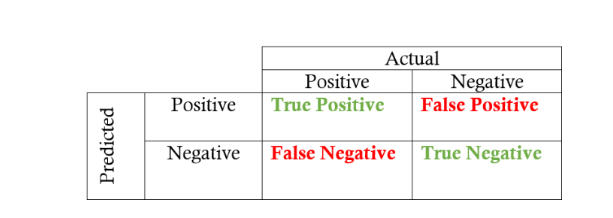 Actual
Positive Negative
Predicted
Positive True Positive False Positive
Negative False Negative True Negative